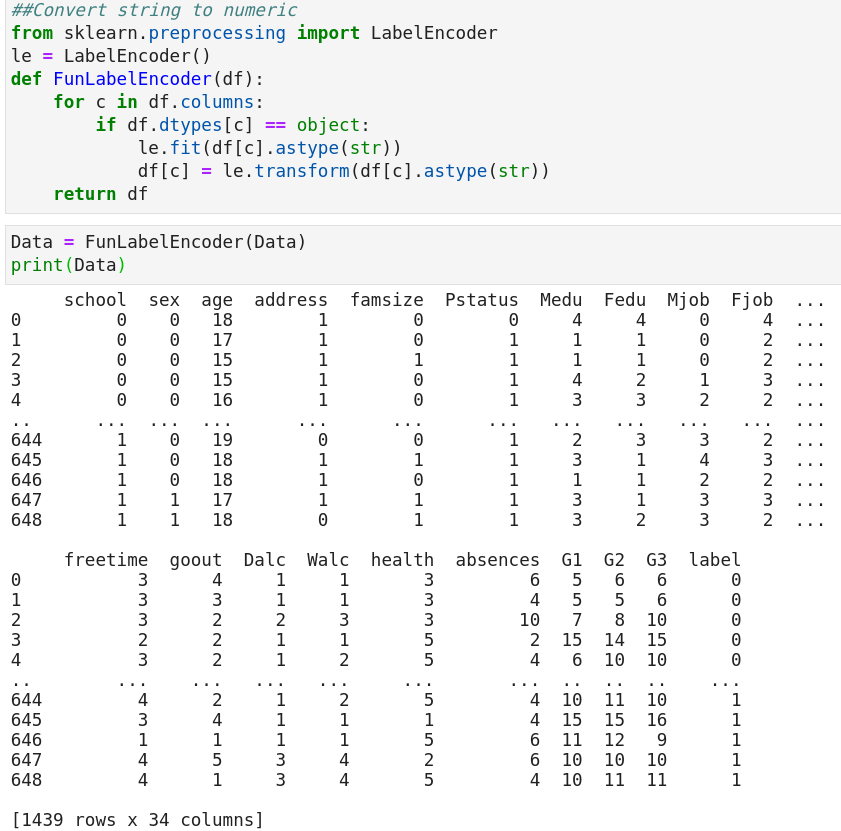 ##Convert string to numeric
from sklearn.preprocessing import LabelEncoder
le = LabelEncoder()
def FunLabelEncoder(df):
    for c in df.columns:
        if df.dtypes[c] == object:
            le.fit(df[c].astype(str))
            df[c] = le.transform(df[c].astype(str))
    return df
Data = FunLabelEncoder(Data)
print(Data)
     school  sex  age  address  famsize  Pstatus  Medu  Fedu  Mjob  Fjob  ...
0         0    0   18        1        0        0     4     4     0     4  ...
1         0    0   17        1        0        1     1     1     0     2  ...
2         0    0   15        1        1        1     1     1     0     2  ...
3         0    0   15        1        0        1     4     2     1     3  ...
4         0    0   16        1        0        1     3     3     2     2  ...
..      ...  ...  ...      ...      ...      ...   ...   ...   ...   ...  ...
644       1    0   19        0        0        1     2     3     3     2  ...
645       1    0   18        1        1        1     3     1     4     3  ...
646       1    0   18        1        0        1     1     1     2     2  ...
647       1    1   17        1        1        1     3     1     3     3  ...
648       1    1   18        0        1        1     3     2     3     2  ...
     freetime  goout  Dalc  Walc  health  absences  G1  G2  G3  label
0           3      4     1     1       3         6   5   6   6      0
1           3      3     1     1       3         4   5   5   6      0
2           3      2     2     3       3        10   7   8  10      0
3           2      2     1     1       5         2  15  14  15      0
4           3      2     1     2       5         4   6  10  10      0
..        ...    ...   ...   ...     ...       ...  ..  ..  ..    ...
644         4      2     1     2       5         4  10  11  10      1
645         3      4     1     1       1         4  15  15  16      1
646         1      1     1     1       5         6  11  12   9      1
647         4      5     3     4       2         6  10  10  10      1
648         4      1     3     4       5         4  10  11  11      1
[1439 rows x 34 columns]